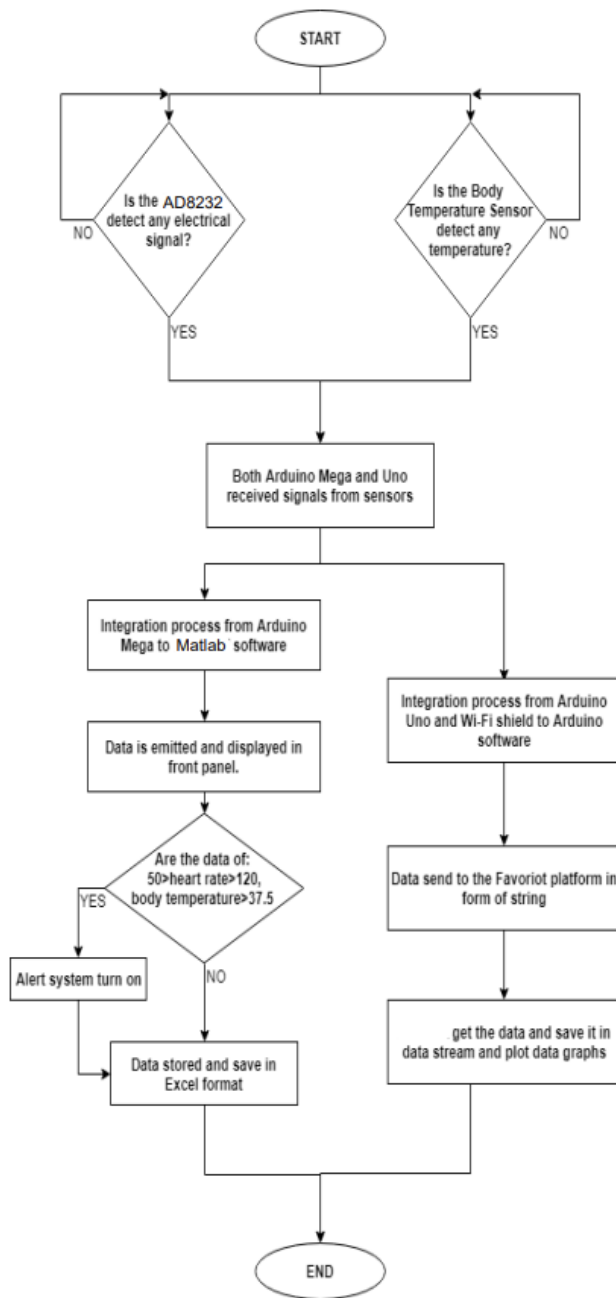 START
Is the AD8232
detect any electrical
signal?
NO
YES
Is the Body
Temperature Sensor
detect any
temperature?
NO
YES
Both Arduino Mega and Uno
received signals from sensors
Integration process from Arduino
Mega to Matlab software
Data is emitted and displayed in
front panel.
Are the data of:
50>heart rate>120,
body temperature>37.5
YES
NO
Alert system turn on
Data stored and save in
Excel format
Integration process from Arduino
Uno and Wi-Fi shield to Arduino
software
Data send to the Favoriot platform in
form of string
get the data and save it in
data stream and plot data graphs
END